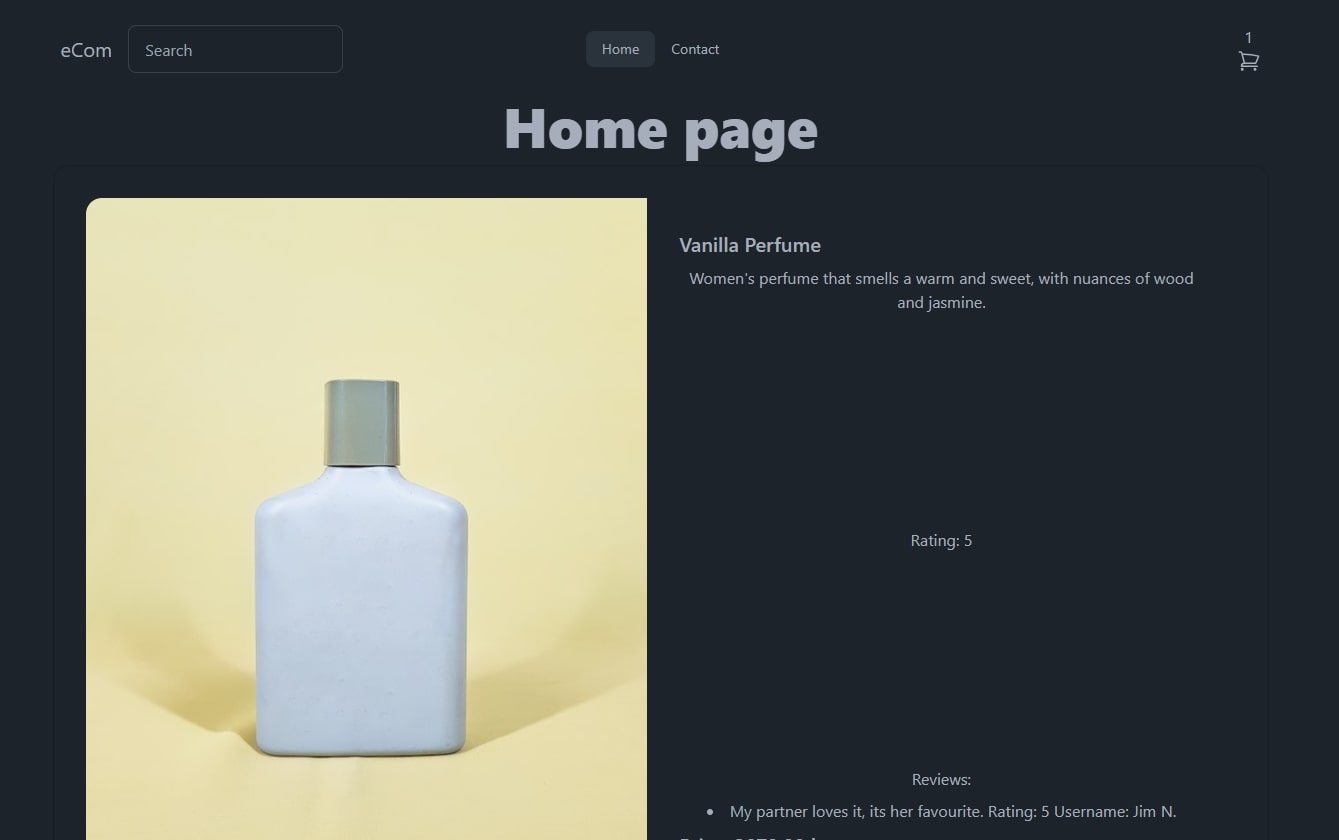 eCom
Search
Home
Contact
1
Home page
Vanilla Perfume
Women's perfume that smells a warm and sweet, with nuances of wood
and jasmine.
Rating: 5
Reviews:
• My partner loves it, its her favourite. Rating: 5 Username: Jim N.